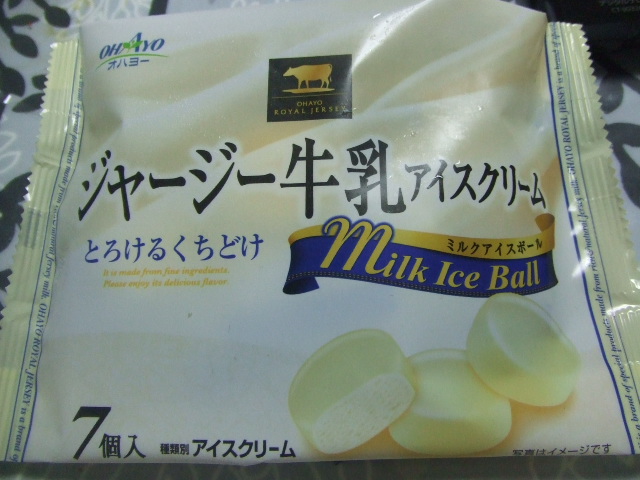 OHAYO
オハヨー
OHAYO
ROYAL JERSEY
ジャージー牛乳アイスクリーム
とろけるくちどけ
It is made from fine ingredients.
Please enjoy its delicious flavor.
ミルクアイスボール
Milk Ice Ball
7個入
種類別 アイスクリーム
写真はイメージです